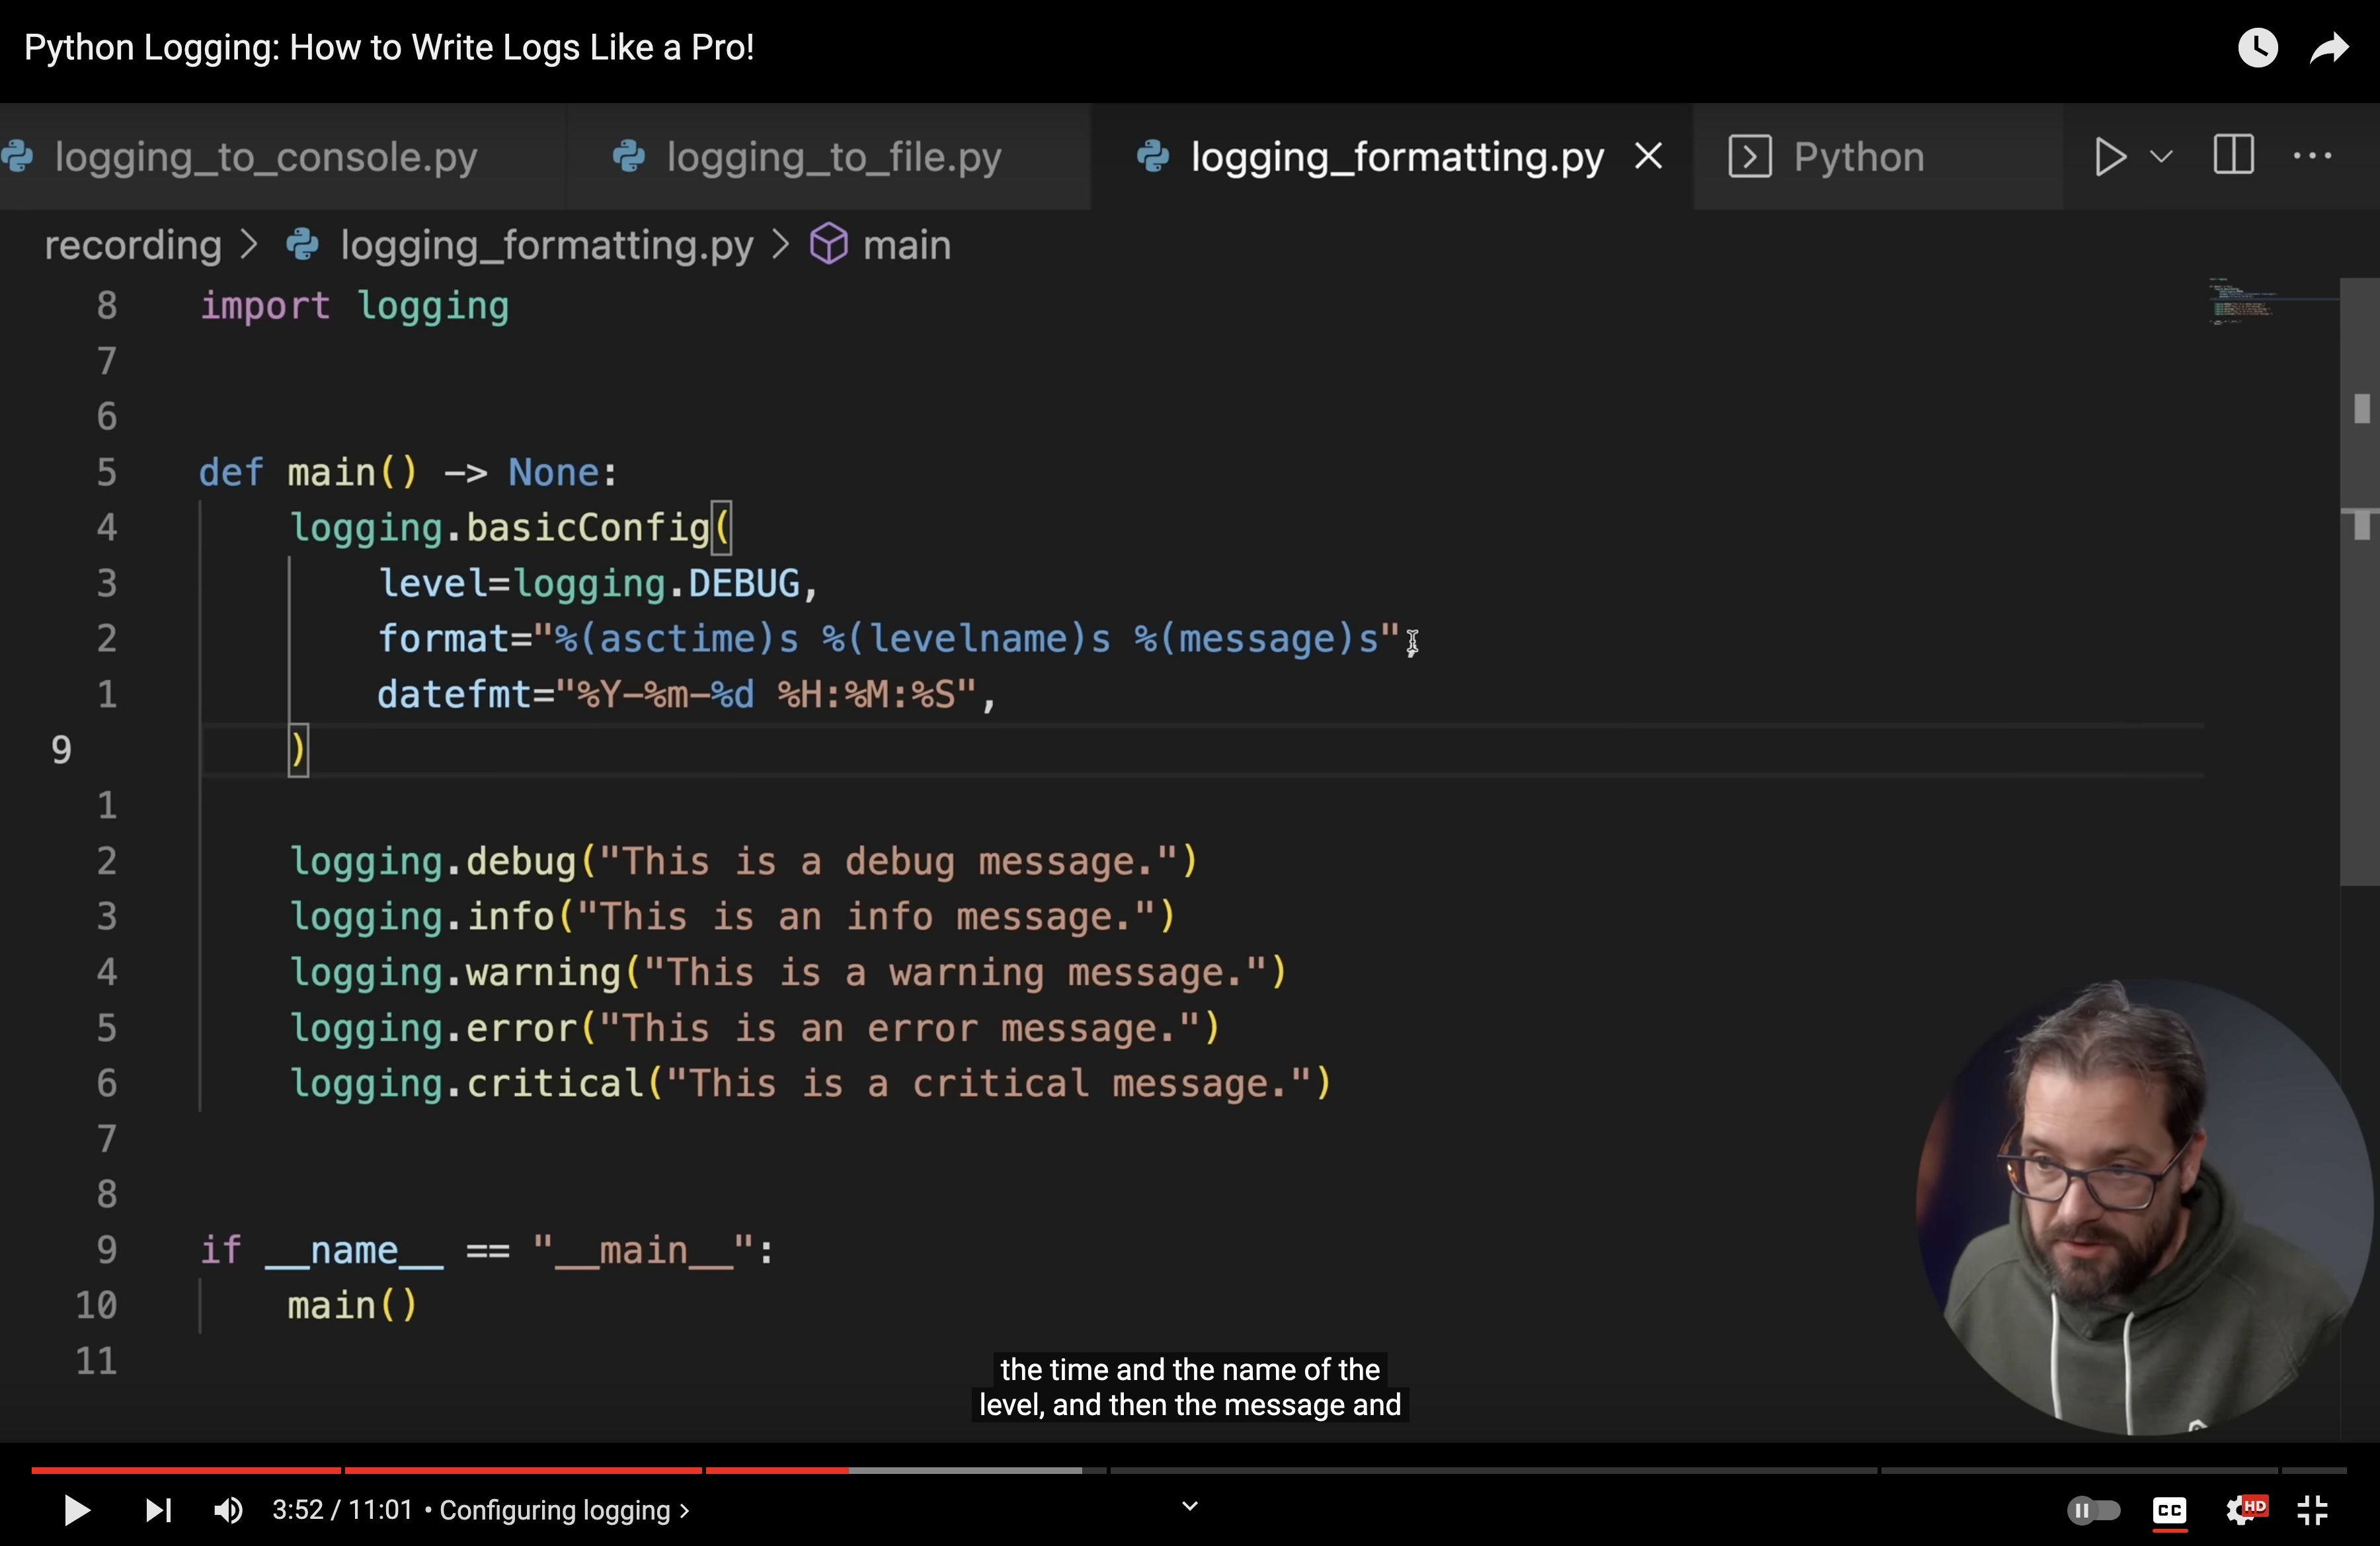 Python Logging: How to Write Logs Like a Pro!
logging_to_console.py logging_to_file.py logging_formatting.py Python
recording > logging_formatting.py > main
8 import logging
7
6
5 def main() -> None:
4 logging.basicConfig(
3 level=logging.DEBUG,
2 format="%(asctime)s %(levelname)s %(message)s",
1 datefmt="%Y-%m-%d %H:%M:%S",
9 )
1
2 logging.debug("This is a debug message.")
3 logging.info("This is an info message.")
4 logging.warning("This is a warning message.")
5 logging.error("This is an error message.")
6 logging.critical("This is a critical message.")
7
8
9 if __name__ == "__main__":
10 main()
11
the time and the name of the
level, and then the message and
3:52 / 11:01 • Configuring logging > CC HD